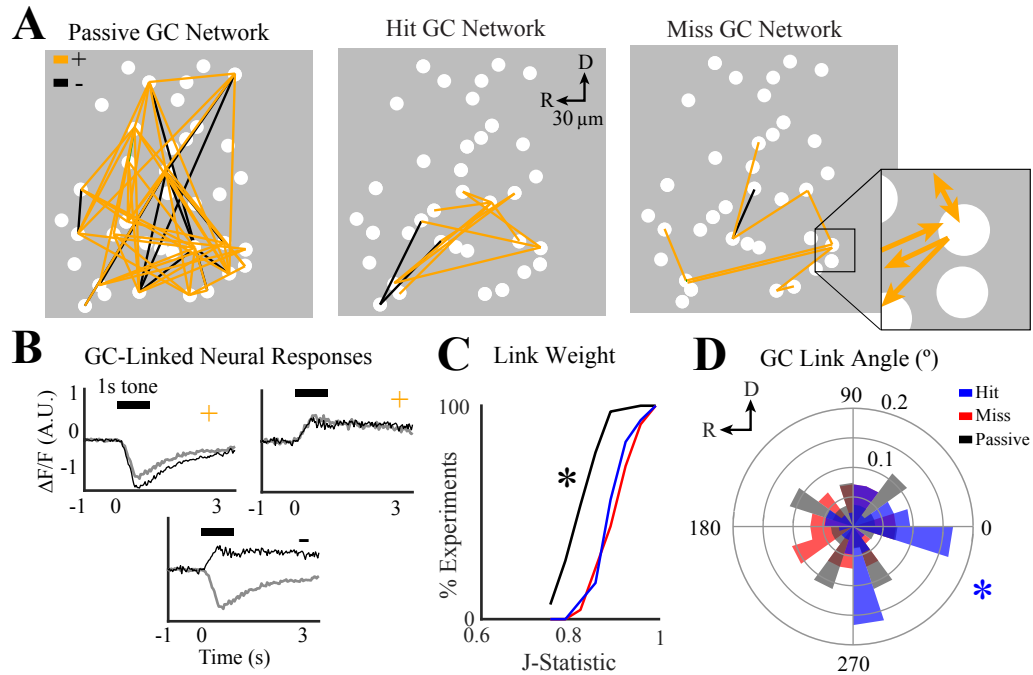 A
Passive GC Network
Hit GC Network
Miss GC Network
+
-
D
R
30 µm
B
GC-Linked Neural Responses
1s tone
+
+
ΔF/F (A.U.)
1
0
-1
-1 0 3
-1 0 3
-
-1 0 3
Time (s)
C
Link Weight
100
*
% Experiments
0
0.6 0.8 1
J-Statistic
D
GC Link Angle (º)
D
R
90
0.2
0.1
180
0
270
Hit
Miss
Passive
*